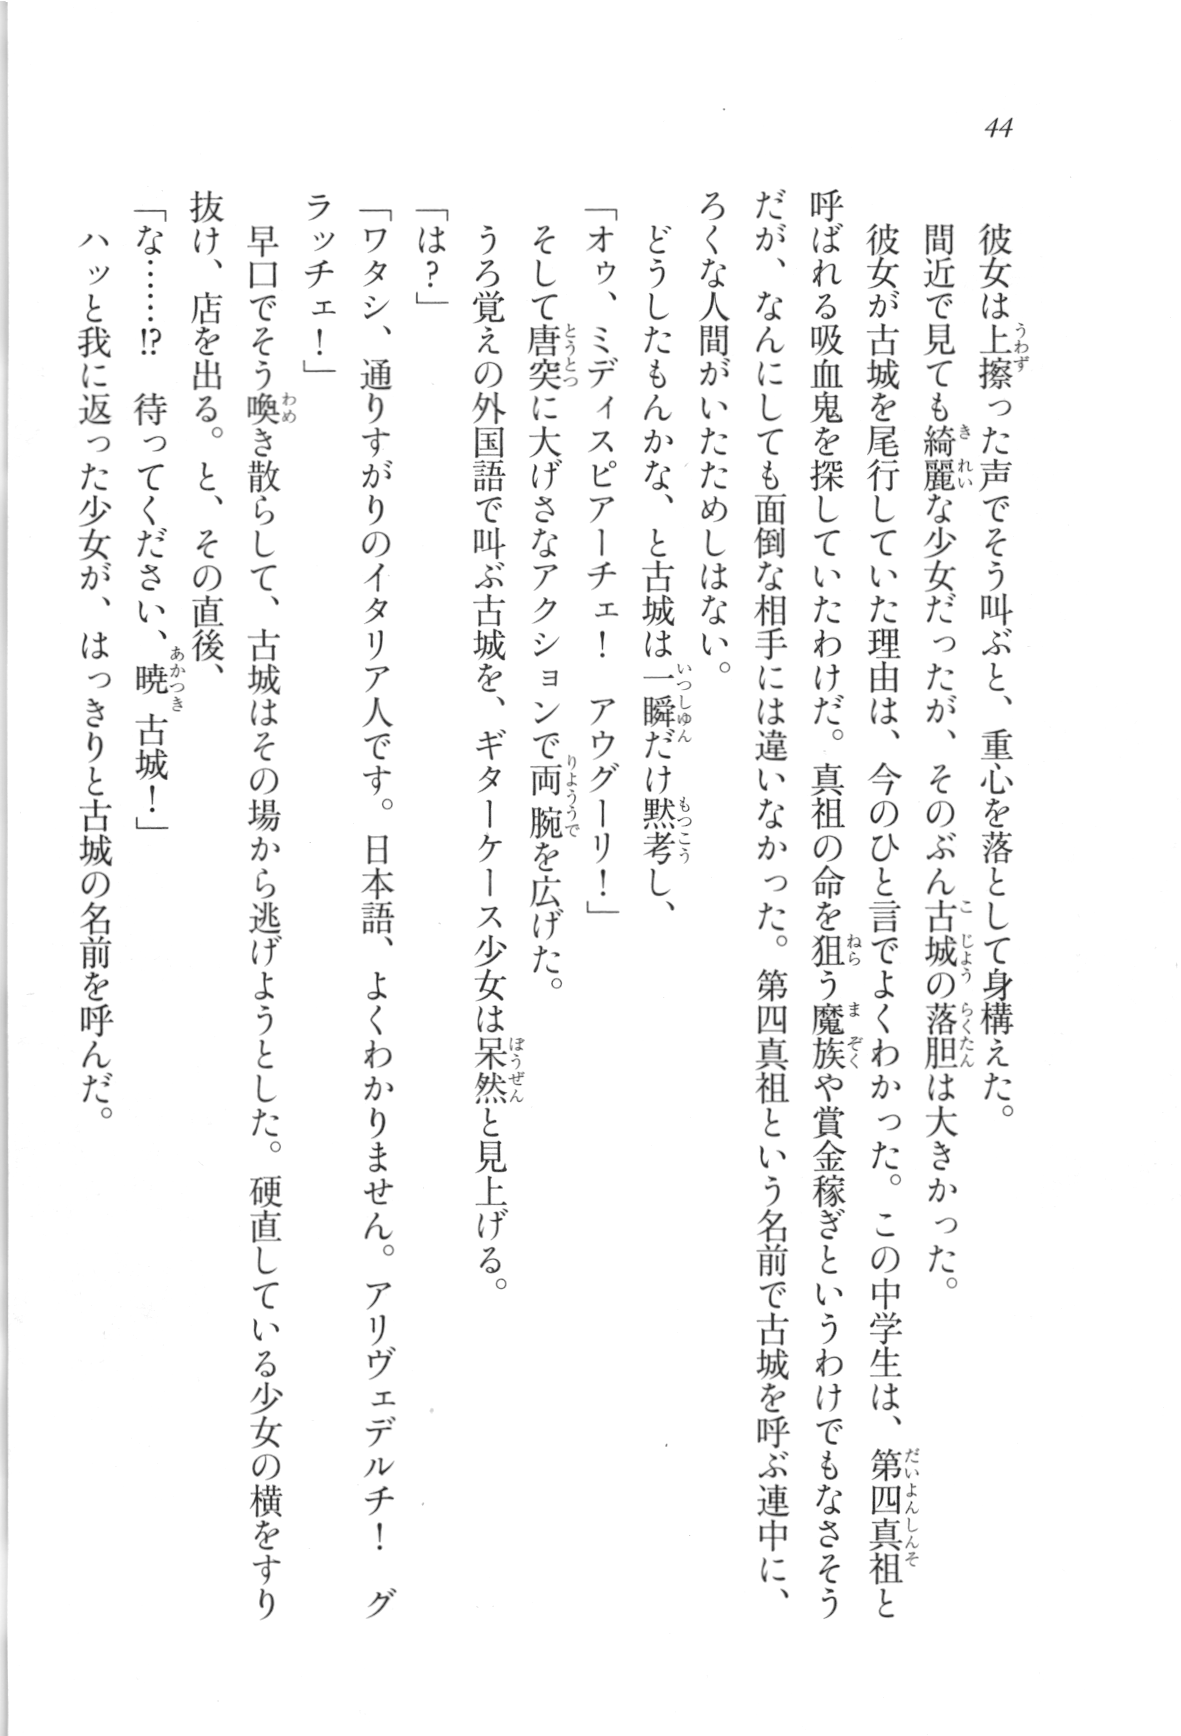 44
彼女は上擦った声でそう叫ぶと、重心を落として身構えた。
間近で見ても綺麗な少女だったが、そのぶん古城の落胆は大きかった。
彼女が古城を尾行していた理由は、今のひと言でよくわかった。この中学生は、第四真祖と
呼ばれる吸血鬼を探していたわけだ。真祖の命を狙う魔族や賞金稼ぎというわけでもなさそう
だが、なんにしても面倒な相手には違いなかった。第四真祖という名前で古城を呼ぶ連中に、
ろくな人間がいたためしはない。
どうしたもんかな、と古城は一瞬だけ黙考し、
「オゥ、ミディスピアーチェ！　アウグーリ！」
そして唐突に大げさなアクションで両腕を広げた。
うろ覚えの外国語で叫ぶ古城を、ギターケース少女は呆然と見上げる。
「は？」
「ワタシ、通りすがりのイタリア人です。日本語、よくわかりません。アリヴェデルチ！　グ
ラッチェ！」
早口でそう喚き散らして、古城はその場から逃げようとした。硬直している少女の横をすり
抜け、店を出る。と、その直後、
「な……!?　待ってください、暁古城！」
ハッと我に返った少女が、はっきりと古城の名前を呼んだ。